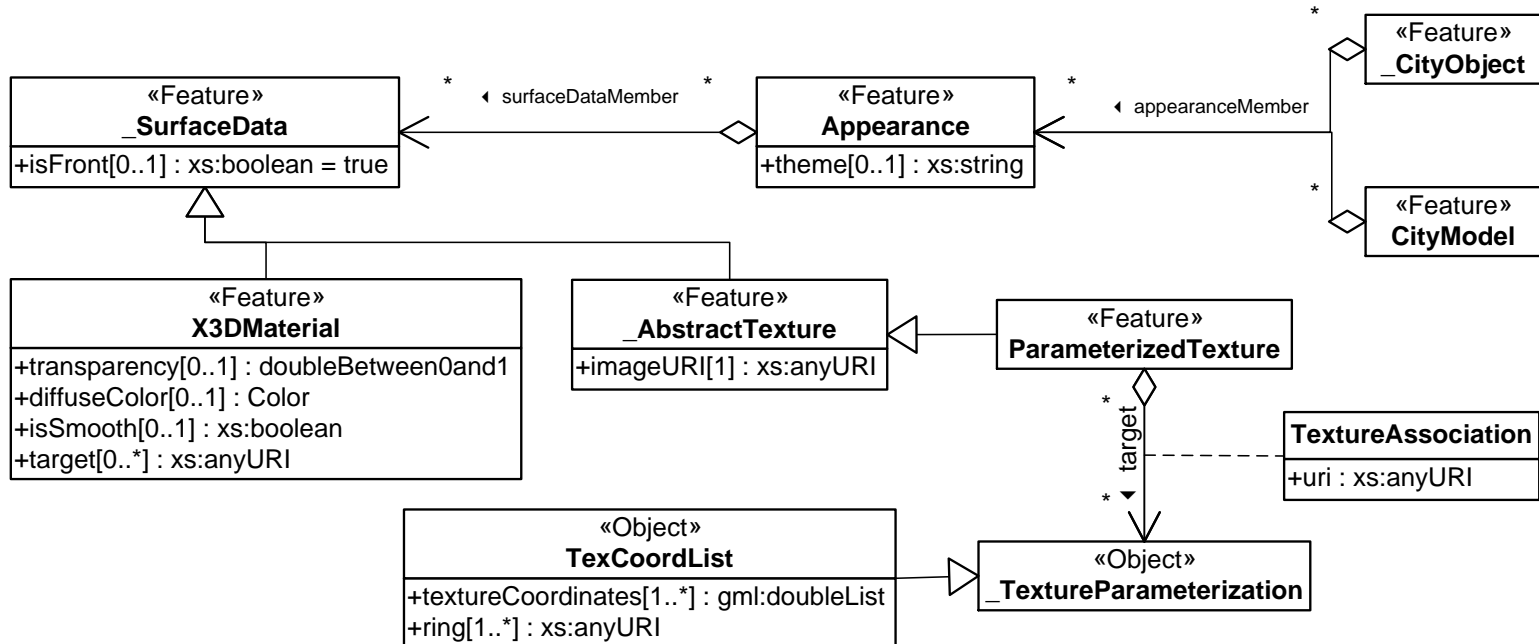 «Feature»
_SurfaceData
+isFront[0..1] : xs:boolean = true
*
surfaceDataMember
*
«Feature»
Appearance
+theme[0..1] : xs:string
*
appearanceMember
*
«Feature»
_CityObject
*
«Feature»
CityModel
«Feature»
X3DMaterial
+transparency[0..1] : doubleBetween0and1
+diffuseColor[0..1] : Color
+isSmooth[0..1] : xs:boolean
+target[0..*] : xs:anyURI
«Feature»
_AbstractTexture
+imageURI[1] : xs:anyURI
«Feature»
ParameterizedTexture
*
target
*
TextureAssociation
+uri : xs:anyURI
«Object»
TexCoordList
+textureCoordinates[1..*] : gml:doubleList
+ring[1..*] : xs:anyURI
«Object»
_TextureParameterization